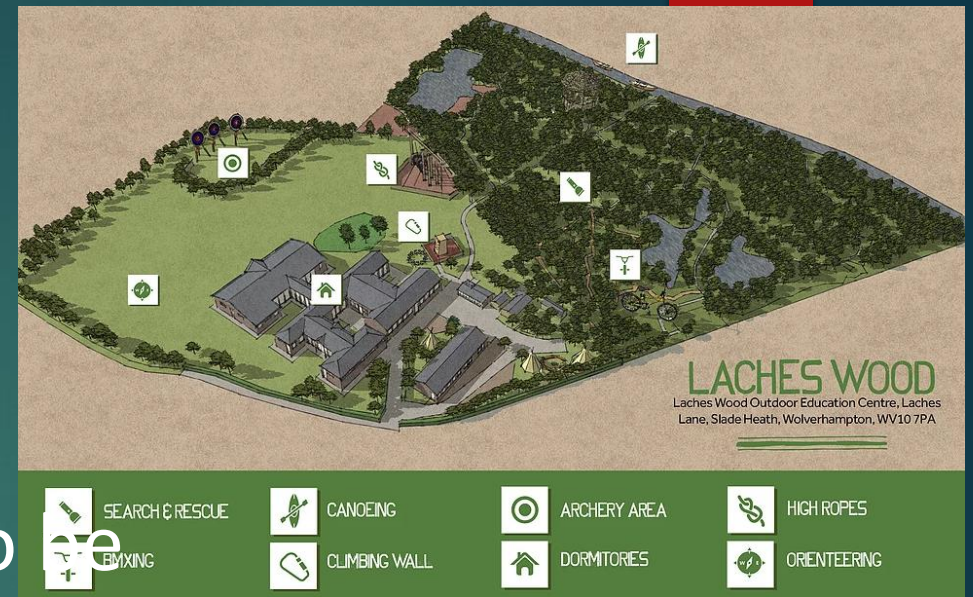 LACHES WOOD
Laches Wood Outdoor Education Centre, Laches
Lane, Slade Heath, Wolverhampton, WV10 7PA
SEARCH & RESCUE
CANOEING
ARCHERY AREA
HIGH ROPES
BMXING
CLIMBING WALL
DORMITORIES
ORIENTEERING